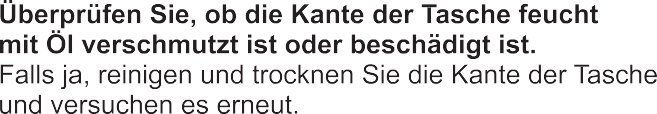 Überprüfen Sie, ob die Kante der Tasche feucht
mit Öl verschmutzt ist oder beschädigt ist.
Falls ja, reinigen und trocknen Sie die Kante der Tasche
und versuchen es erneut.